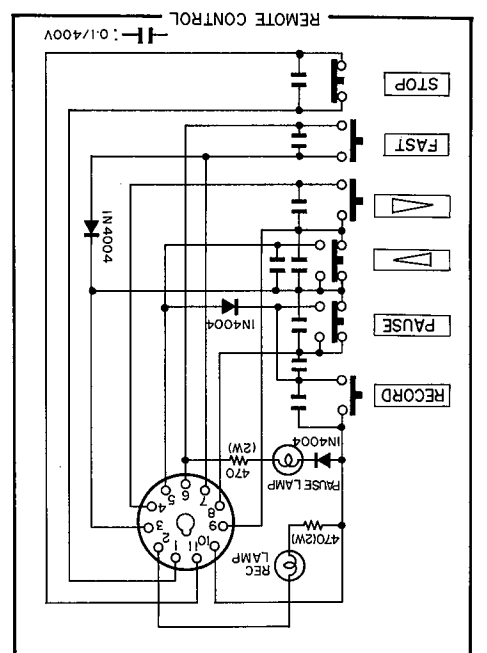 REC
LAMP
470(2W)
10 11 1 2
9 3
8 4
7 6 5
PAUSE LAMP
1N4004
470
(2W)
RECORD
PAUSE
1N4004
1N4004
FAST
STOP
: 0.1/400V
REMOTE CONTROL